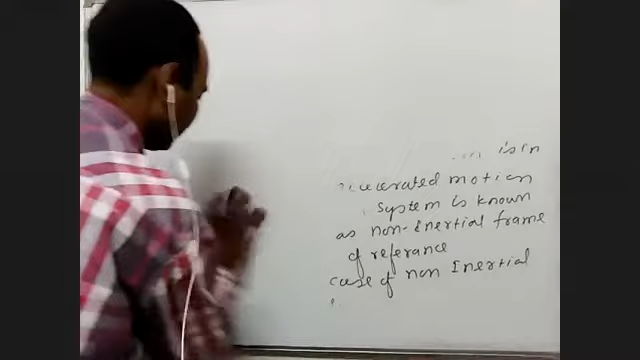 is in
accelerated motion
system is known
as non-Inertial frame
of referance
case of non Inertial